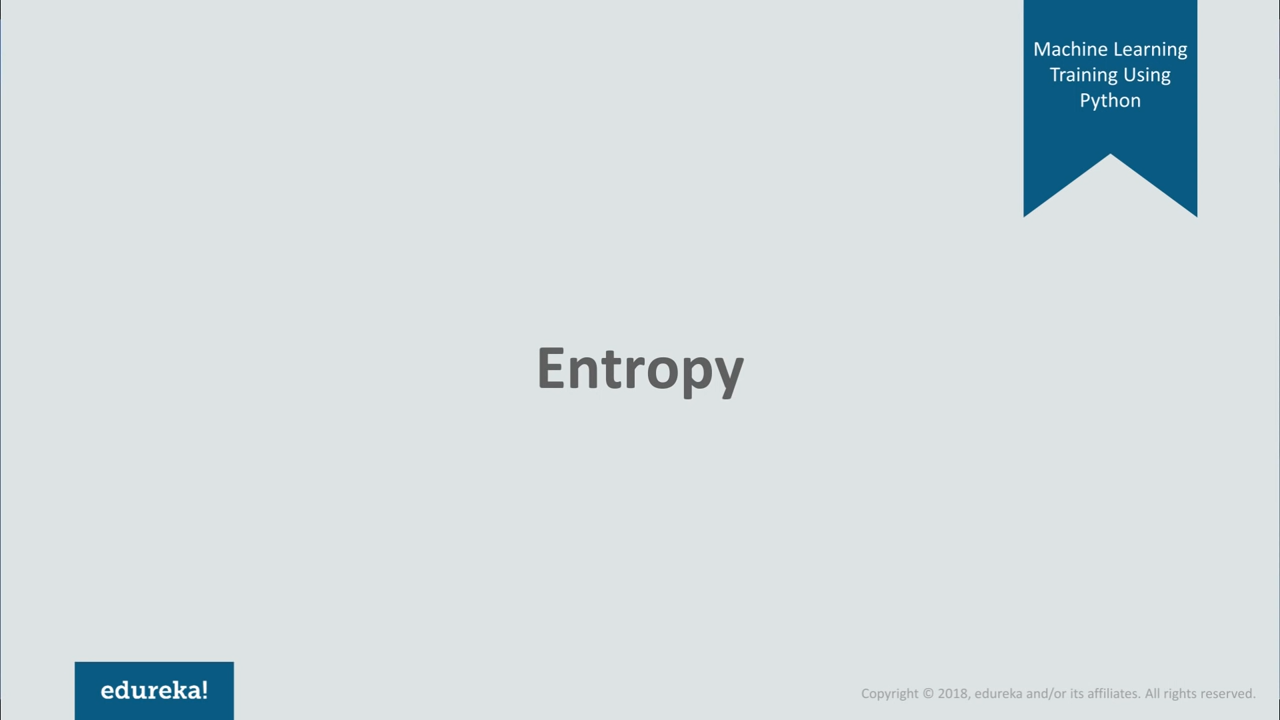 Machine Learning
Training Using
Python
Entropy
edureka!
Copyright © 2018, edureka and/or its affiliates. All rights reserved.